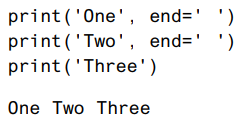 print('One', end=' ')
print('Two', end=' ')
print('Three')
One Two Three